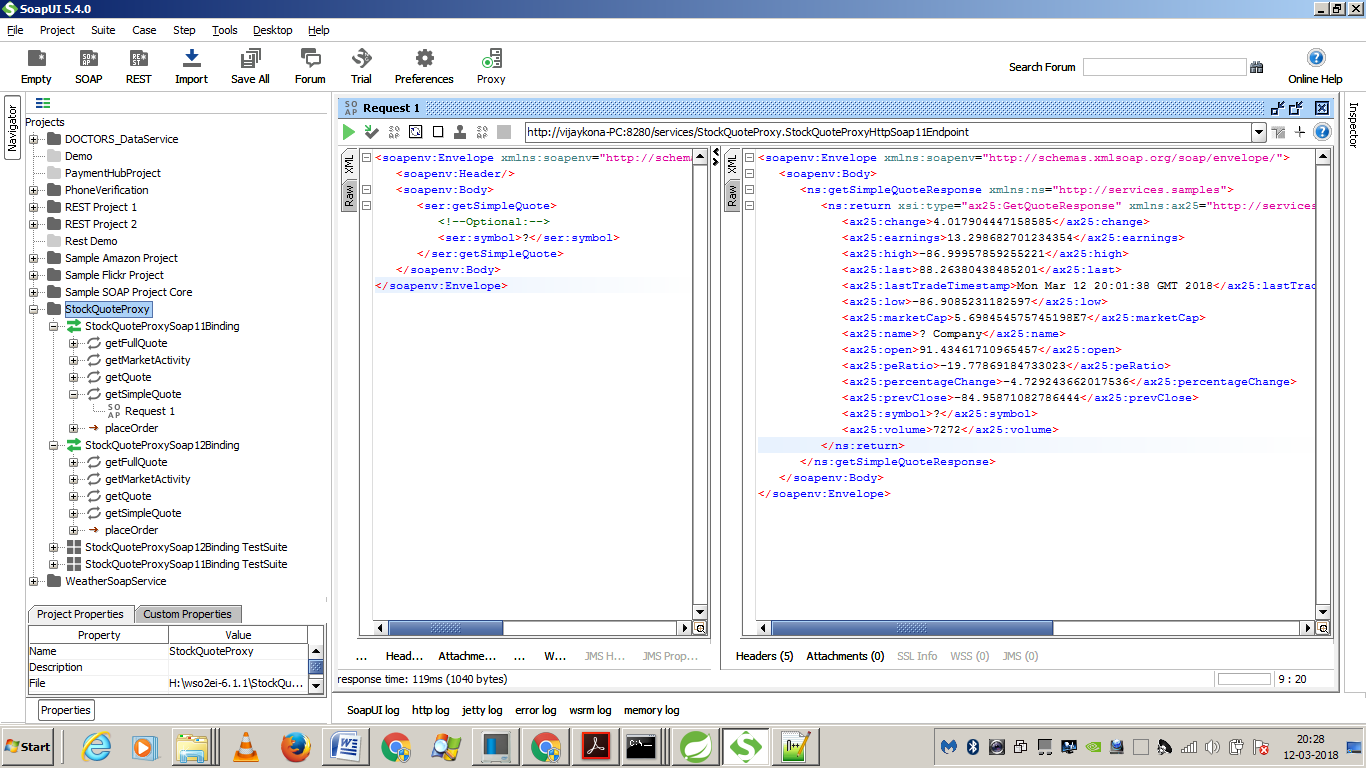 SoapUI 5.4.0
File Project Suite Case Step Tools Desktop Help
Empty SOAP REST Import Save All Forum Trial Preferences Proxy
Search Forum
Online Help
Navigator
Projects
DOCTORS_DataService
Demo
PaymentHubProject
PhoneVerification
REST Project 1
REST Project 2
Rest Demo
Sample Amazon Project
Sample Flickr Project
Sample SOAP Project Core
StockQuoteProxy
StockQuoteProxySoap11Binding
getFullQuote
getMarketActivity
getQuote
getSimpleQuote
Request 1
placeOrder
StockQuoteProxySoap12Binding
getFullQuote
getMarketActivity
getQuote
getSimpleQuote
placeOrder
StockQuoteProxySoap12Binding TestSuite
StockQuoteProxySoap11Binding TestSuite
WeatherSoapService
Project Properties Custom Properties
Property Value
Name StockQuoteProxy
Description
File H:\wso2ei-6.1.1\StockQu...
Properties
Request 1
http://vijaykona-PC:8280/services/StockQuoteProxy.StockQuoteProxyHttpSoap11Endpoint
XML
Raw
<soapenv:Envelope xmlns:soapenv="http://schema
<soapenv:Header/>
<soapenv:Body>
<ser:getSimpleQuote>
<!--Optional:-->
<ser:symbol>?</ser:symbol>
</ser:getSimpleQuote>
</soapenv:Body>
</soapenv:Envelope>
... Head... Attachme... ... W... JMS H... JMS Prop...
XML
Raw
<soapenv:Envelope xmlns:soapenv="http://schemas.xmlsoap.org/soap/envelope/">
<soapenv:Body>
<ns:getSimpleQuoteResponse xmlns:ns="http://services.samples">
<ns:return xsi:type="ax25:GetQuoteResponse" xmlns:ax25="http://services
<ax25:change>4.017904447158585</ax25:change>
<ax25:earnings>13.298682701234354</ax25:earnings>
<ax25:high>-86.99957859255221</ax25:high>
<ax25:last>88.26380438485201</ax25:last>
<ax25:lastTradeTimestamp>Mon Mar 12 20:01:38 GMT 2018</ax25:lastTrad
<ax25:low>-86.9085231182597</ax25:low>
<ax25:marketCap>5.698454575745198E7</ax25:marketCap>
<ax25:name>? Company</ax25:name>
<ax25:open>91.43461710965457</ax25:open>
<ax25:peRatio>-19.77869184733023</ax25:peRatio>
<ax25:percentageChange>-4.729243662017536</ax25:percentageChange>
<ax25:prevClose>-84.95871082786444</ax25:prevClose>
<ax25:symbol>?</ax25:symbol>
<ax25:volume>7272</ax25:volume>
</ns:return>
</ns:getSimpleQuoteResponse>
</soapenv:Body>
</soapenv:Envelope>
Headers (5) Attachments (0) SSL Info WSS (0) JMS (0)
response time: 119ms (1040 bytes)
9 : 20
Inspector
SoapUI log http log jetty log error log wsrm log memory log
Start
20:28
12-03-2018